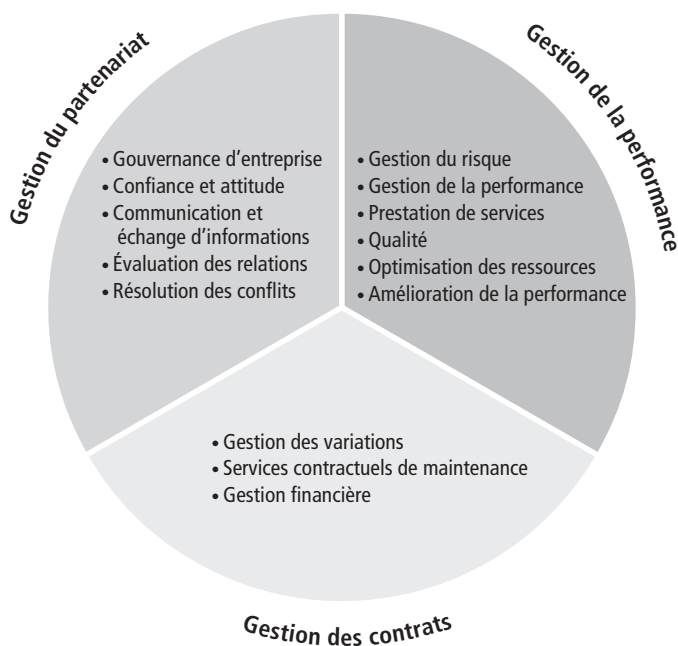 Gestion du partenariat
• Gouvernance d’entreprise
• Confiance et attitude
• Communication et
échange d’informations
• Évaluation des relations
• Résolution des conflits
Gestion de la performance
• Gestion du risque
• Gestion de la performance
• Prestation de services
• Qualité
• Optimisation des ressources
• Amélioration de la performance
• Gestion des variations
• Services contractuels de maintenance
• Gestion financière
Gestion des contrats